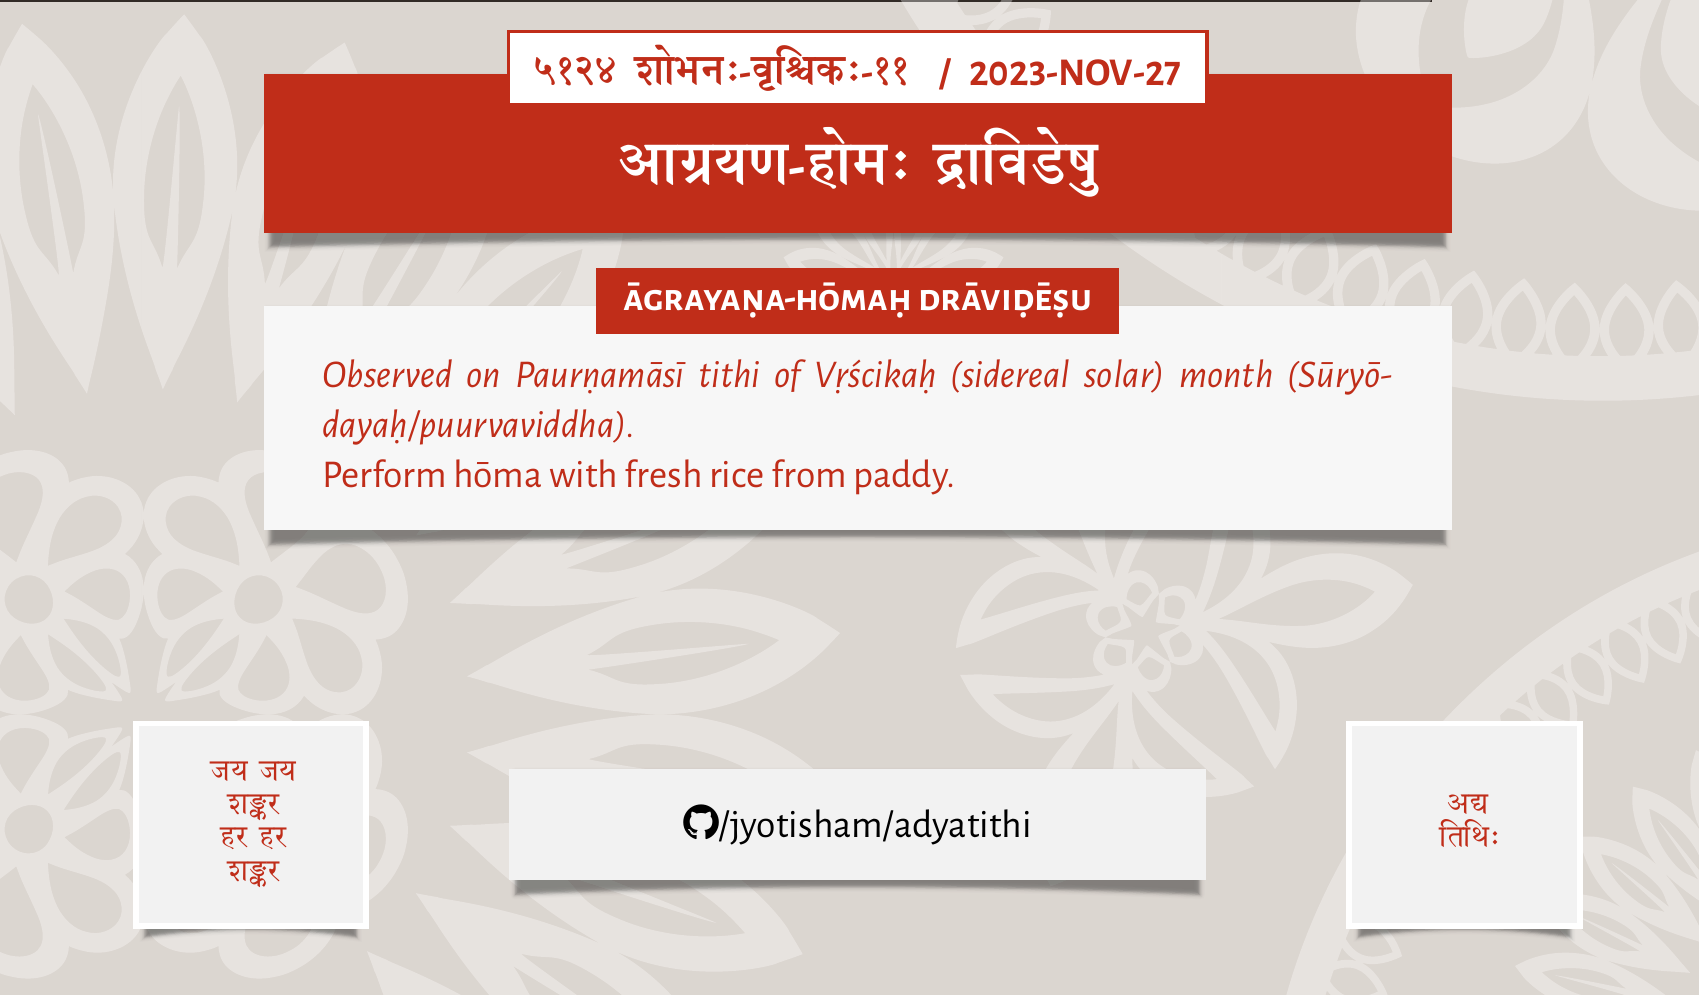 ५१२४ शोभनः-वृश्चिकः-११ / 2023-NOV-27
आग्रयण-होमः द्राविडेषु
ĀGRAYAṆA-HŌMAḤ DRĀVIḌĒṢU
Observed on Paurṇamāsī tithi of Vṛścikaḥ (sidereal solar) month (Sūryō-
dayaḥ/puurvaviddha).
Perform hōma with fresh rice from paddy.
जय जय
शङ्कर
हर हर
शङ्कर
/jyotisham/adyatithi
अद्य
तिथिः